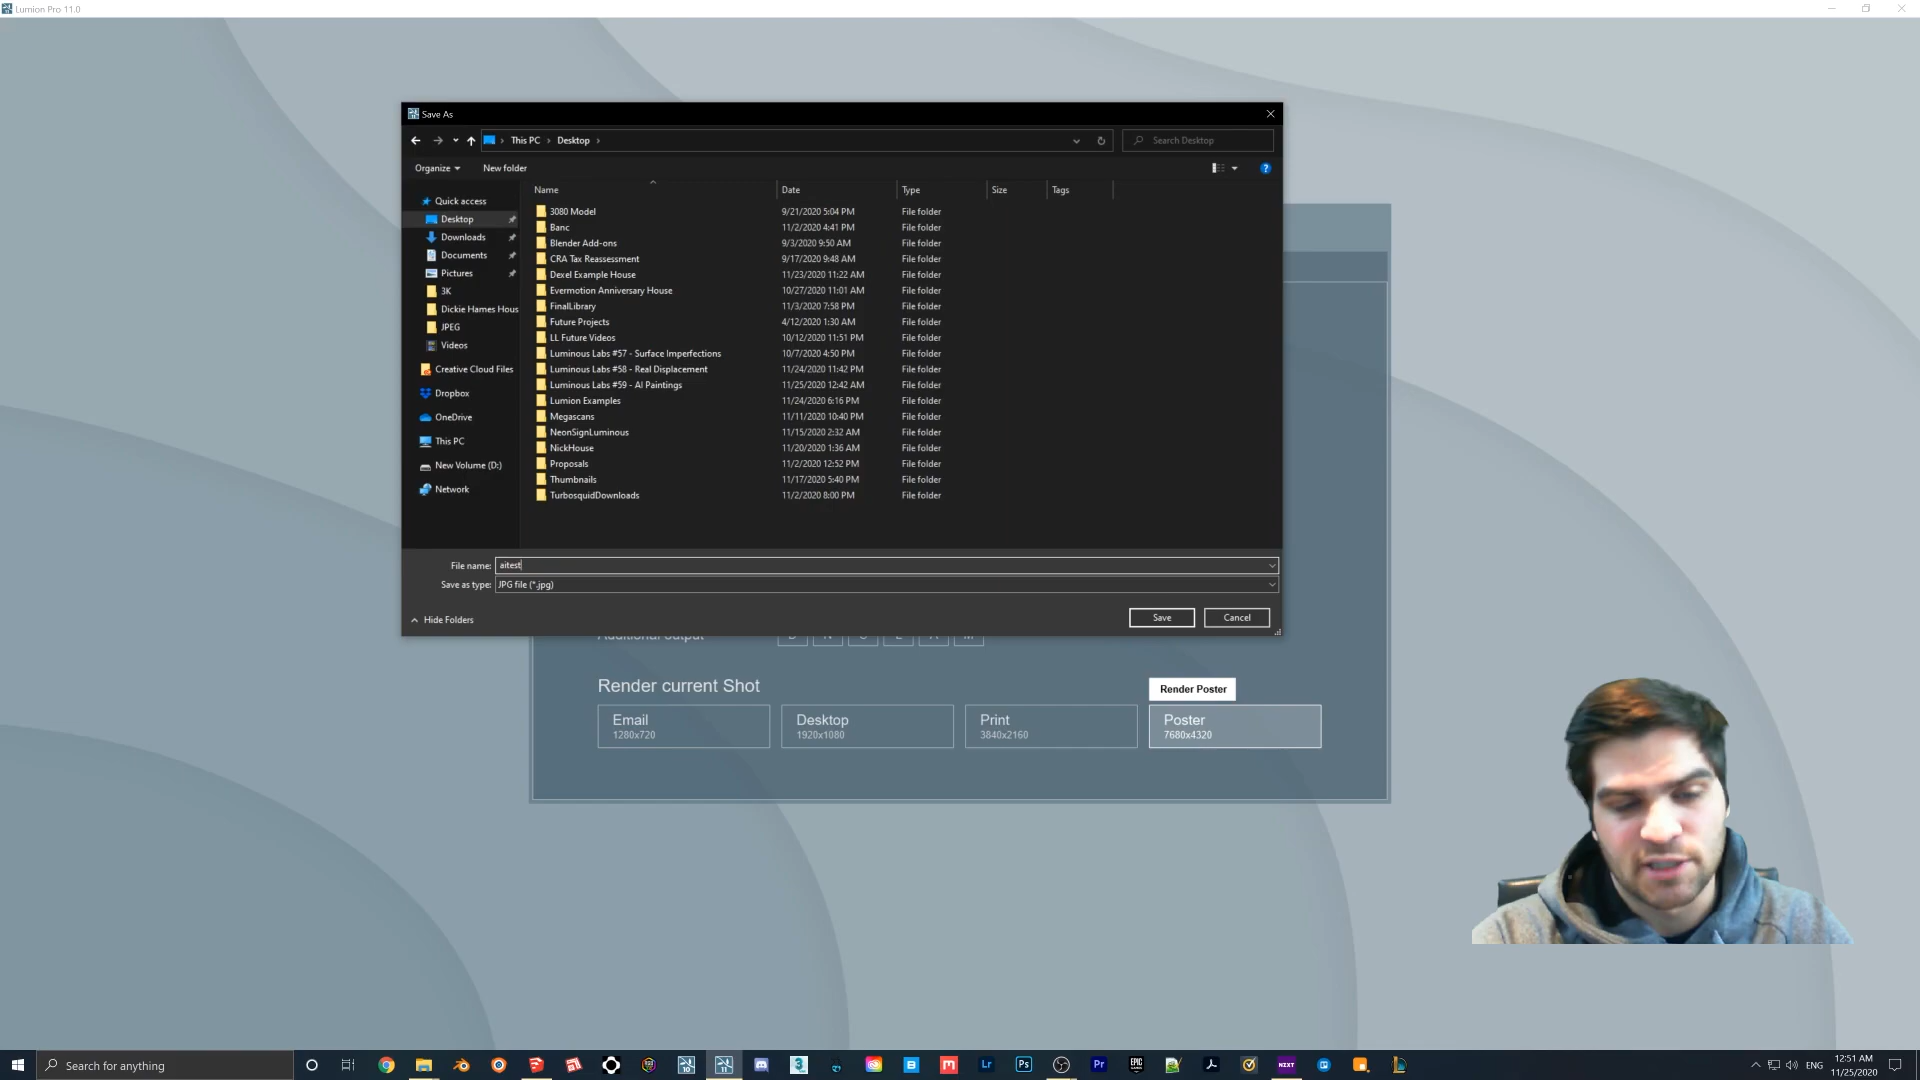 Lumion Pro 11.0
Save As
This PC
Desktop
Search Desktop
Organize
New folder
Name
Date
Type
Size
Tags
Quick access
Desktop
Downloads
Documents
Pictures
3K
Dickie Hames Hous
JPEG
Videos
Creative Cloud Files
Dropbox
OneDrive
This PC
New Volume (D:)
Network
3080 Model 9/21/2020 5:04 PM File folder
Banc 11/2/2020 4:41 PM File folder
Blender Add-ons 9/3/2020 9:50 AM File folder
CRA Tax Reassessment 9/17/2020 9:48 AM File folder
Dexel Example House 11/23/2020 11:22 AM File folder
Evermotion Anniversary House 10/27/2020 11:01 AM File folder
FinalLibrary 11/3/2020 7:58 PM File folder
Future Projects 4/12/2020 1:30 AM File folder
LL Future Videos 10/12/2020 11:51 PM File folder
Luminous Labs #57 - Surface Imperfections 10/7/2020 4:50 PM File folder
Luminous Labs #58 - Real Displacement 11/24/2020 11:42 PM File folder
Luminous Labs #59 - AI Paintings 11/25/2020 12:42 AM File folder
Lumion Examples 11/24/2020 6:16 PM File folder
Megascans 11/11/2020 10:40 PM File folder
NeonSignLuminous 11/15/2020 2:32 AM File folder
NickHouse 11/20/2020 1:36 AM File folder
Proposals 11/2/2020 12:52 PM File folder
Thumbnails 11/17/2020 5:40 PM File folder
TurbosquidDownloads 11/2/2020 8:00 PM File folder
File name: aitest
Save as type: JPG file (*.jpg)
Hide Folders
Save
Cancel
Additional output
Render current Shot
Render Poster
Email
1280x720
Desktop
1920x1080
Print
3840x2160
Poster
7680x4320
Search for anything
10
11
Lr
Ps
Pr
EPIC
NEXT
ENG
12:51 AM
11/25/2020